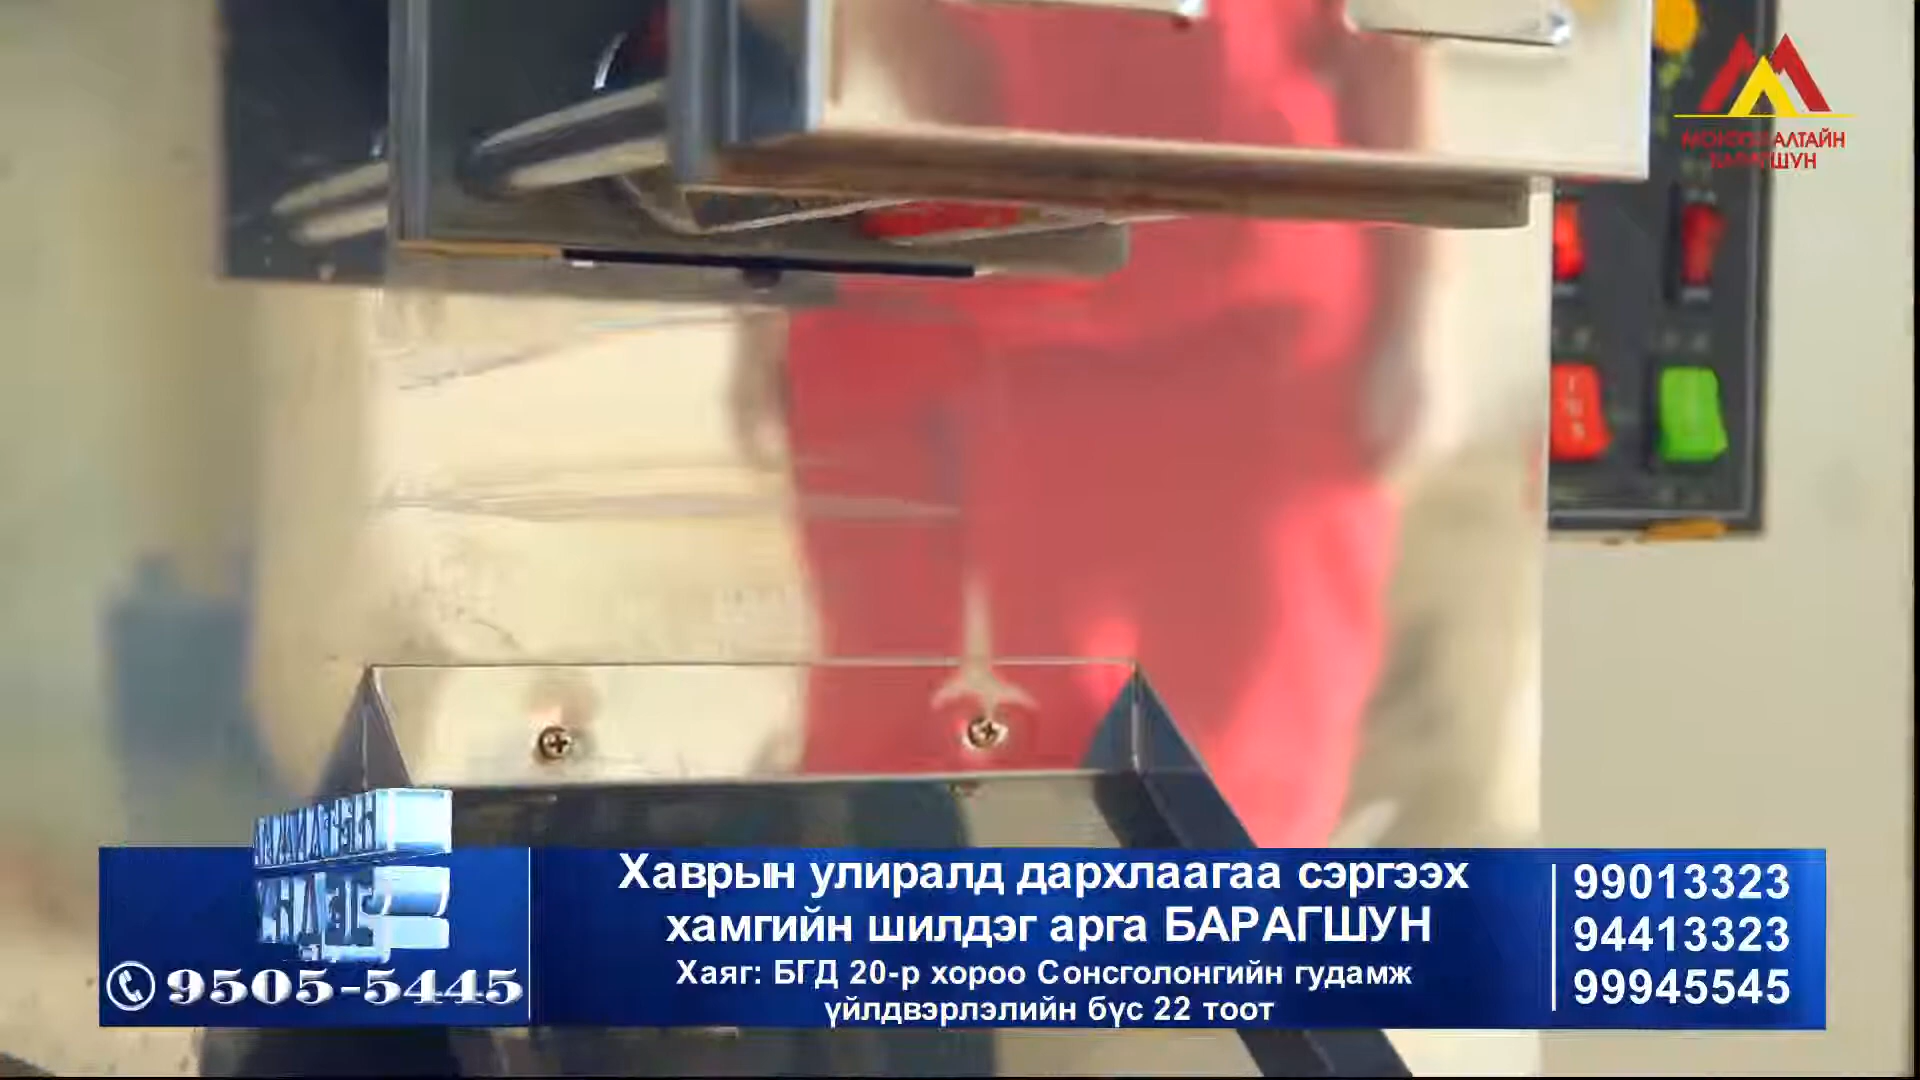 АЛТАЙН
БАРАГШУН
Хаврын улиралд дархлаагаа сэргээх
хамгийн шилдэг арга БАРАГШУН
Хаяг: БГД 20-р хороо Сонсголонгийн гудамж
үйлдвэрлэлийн бүс 22 тоот
9505-5445
99013323
94413323
99945545